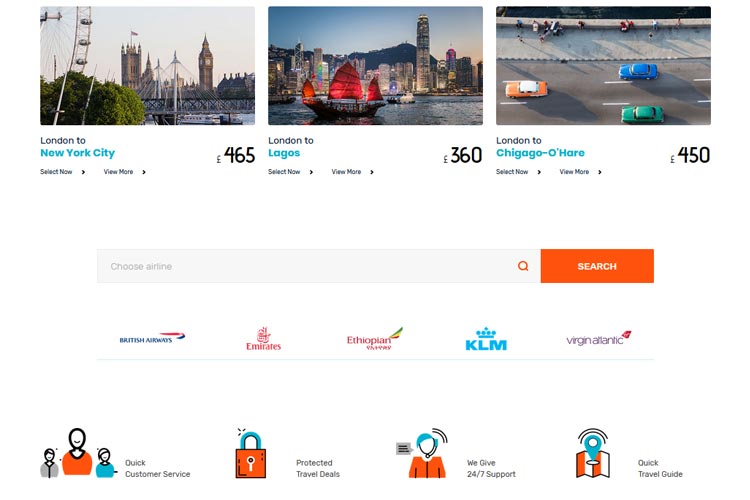 London to
New York City
£ 465
Select Now
View More
London to
Lagos
£ 360
Select Now
View More
London to
Chigago-O'Hare
£ 450
Select Now
View More
Choose airline
SEARCH
BRITISH AIRWAYS
Emirates
Ethiopian
የኢትዮጵያ
KLM
virgin atlantic
Quick
Customer Service
Protected
Travel Deals
We Give
24/7 Support
Quick
Travel Guide